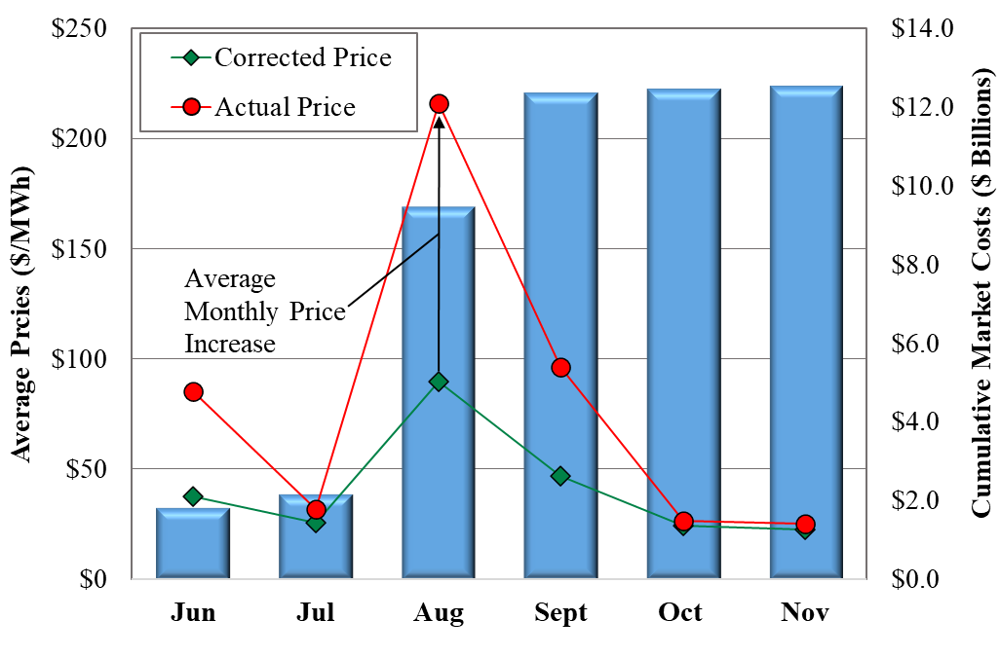 $250
$200
$150
$100
$50
$0
Average Prcies ($/MWh)
Corrected Price
Actual Price
Average
Monthly Price
Increase
$14.0
$12.0
$10.0
$8.0
$6.0
$4.0
$2.0
$0.0
Cumulative Market Costs ($ Billions)
Jun Jul Aug Sept Oct Nov